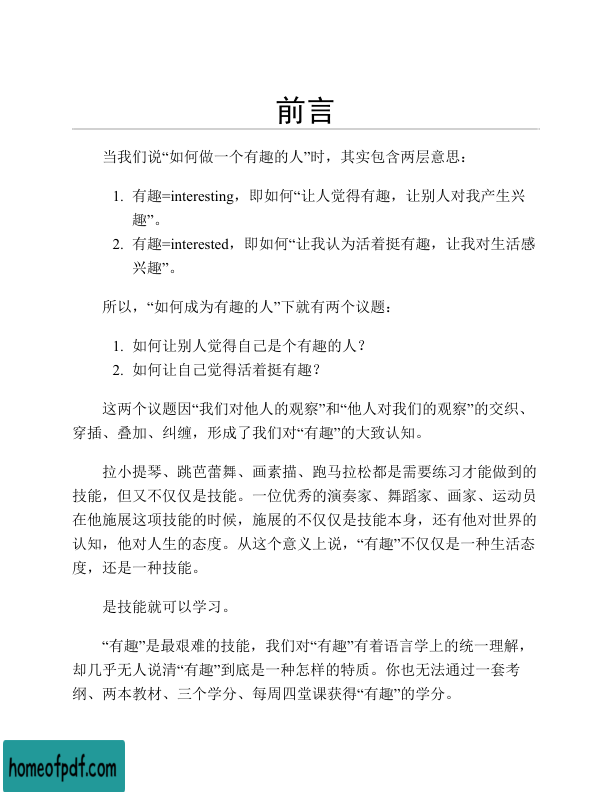 前言
当我们说“如何做一个有趣的人”时，其实包含两层意思：
1. 有趣=interesting，即如何“让人觉得有趣，让别人对我产生兴
趣”。
2. 有趣=interested，即如何“让我认为活着挺有趣，让我对生活感
兴趣”。
所以，“如何成为有趣的人”下就有两个议题：
1. 如何让别人觉得自己是个有趣的人？
2. 如何让自己觉得活着挺有趣？
这两个议题因“我们对他人的观察”和“他人对我们的观察”的交织、
穿插、叠加、纠缠，形成了我们对“有趣”的大致认知。
拉小提琴、跳芭蕾舞、画素描、跑马拉松都是需要练习才能做到的
技能，但又不仅仅是技能。一位优秀的演奏家、舞蹈家、画家、运动员
在他施展这项技能的时候，施展的不仅仅是技能本身，还有他对世界的
认知，他对人生的态度。从这个意义上说，“有趣”不仅仅是一种生活态
度，还是一种技能。
是技能就可以学习。
“有趣”是最艰难的技能，我们对“有趣”有着语言学上的统一理解，
却几乎无人说清“有趣”到底是一种怎样的特质。你也无法通过一套考
纲、两本教材、三个学分、每周四堂课获得“有趣”的学分。
homeofpdf.com